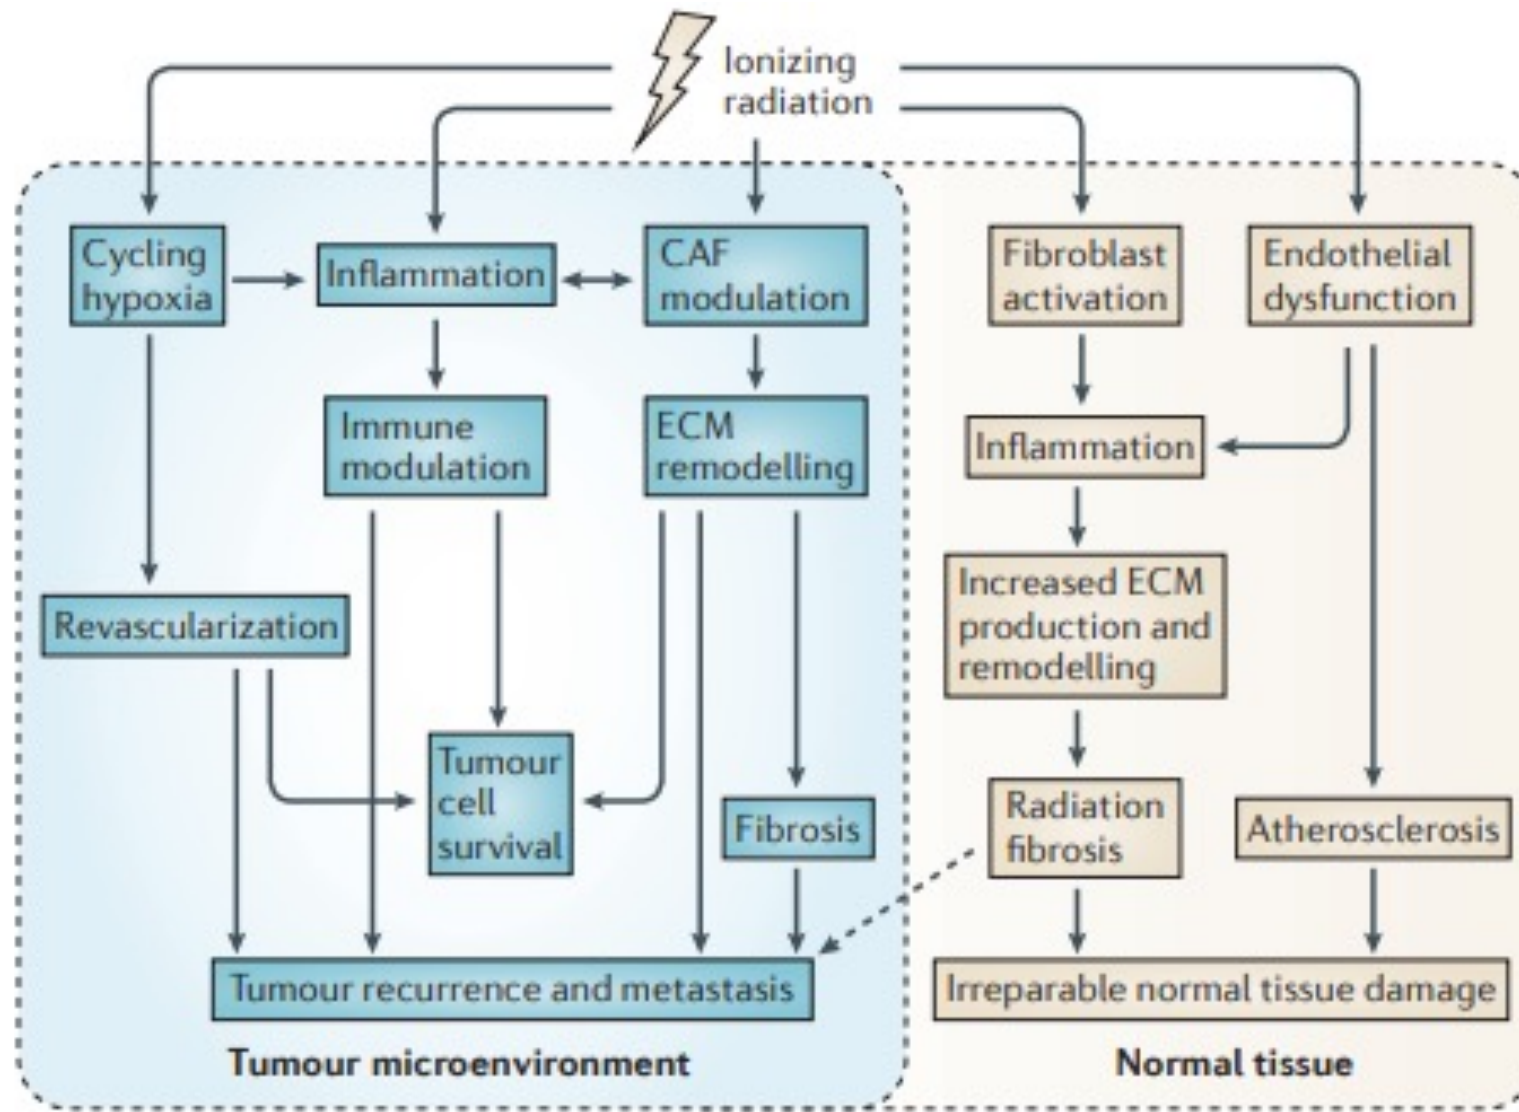 Ionizing
radiation
Cycling
hypoxia
Inflammation
CAF
modulation
Fibroblast
activation
Endothelial
dysfunction
Immune
modulation
ECM
remodelling
Inflammation
Revascularization
Increased ECM
production and
remodelling
Tumour
cell
survival
Fibrosis
Radiation
fibrosis
Atherosclerosis
Tumour recurrence and metastasis
Irreparable normal tissue damage
Tumour microenvironment
Normal tissue